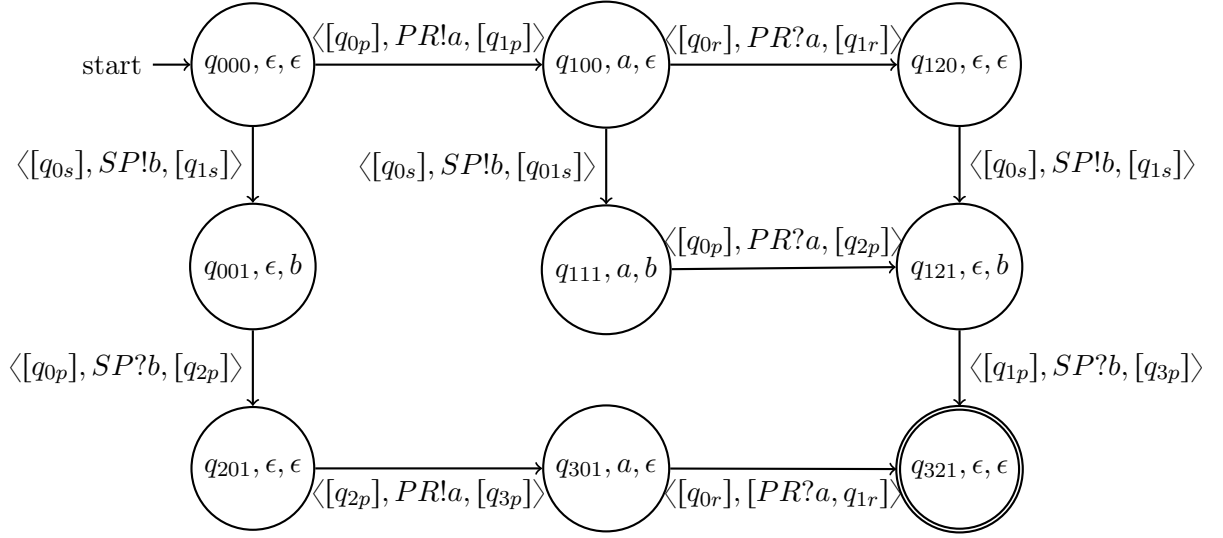 ⟨[q₀ₚ], PR!a, [q₁ₚ]⟩ ⟨[q₀ᵣ], PR?a, [q₁ᵣ]⟩
start q₀₀₀, ϵ, ϵ q₁₀₀, a, ϵ q₁₂₀, ϵ, ϵ
⟨[q₀ₛ], SP!b, [q₁ₛ]⟩ ⟨[q₀ₛ], SP!b, [q₀₁ₛ]⟩ ⟨[q₀ₛ], SP!b, [q₁ₛ]⟩
⟨[q₀ₚ], PR?a, [q₂ₚ]⟩
q₀₀₁, ϵ, b q₁₁₁, a, b q₁₂₁, ϵ, b
⟨[q₀ₚ], SP?b, [q₂ₚ]⟩ ⟨[q₁ₚ], SP?b, [q₃ₚ]⟩
q₂₀₁, ϵ, ϵ q₃₀₁, a, ϵ q₃₂₁, ϵ, ϵ
⟨[q₂ₚ], PR!a, [q₃ₚ]⟩ ⟨[q₀ᵣ], [PR?a, q₁ᵣ]⟩